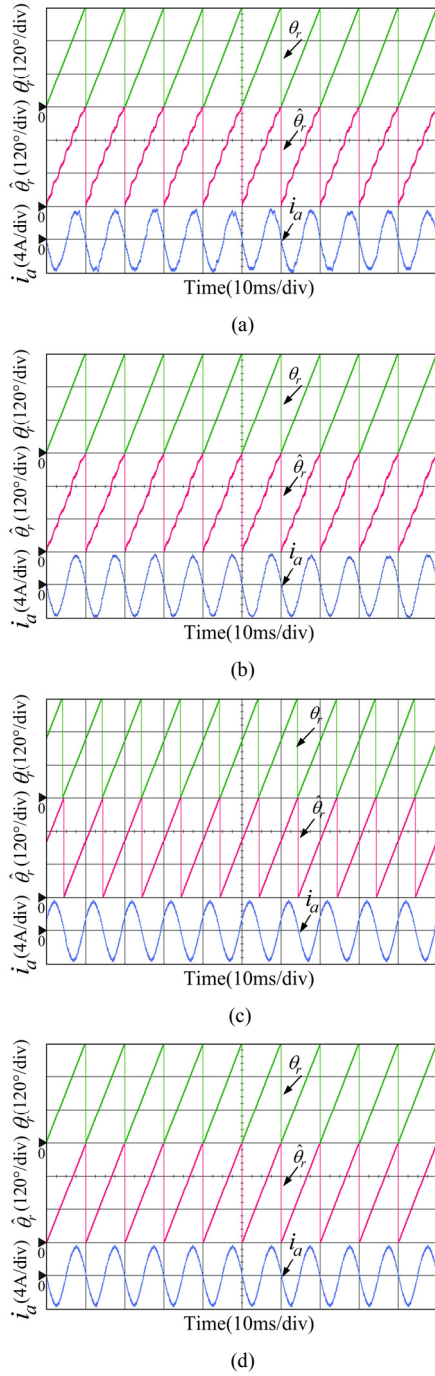 θr(120°/div)
θr
0
θ̂r(120°/div)
θ̂r
0
ia(4A/div)
ia
0
Time(10ms/div)
(a)
θr(120°/div)
θr
0
θ̂r(120°/div)
θ̂r
0
ia(4A/div)
ia
0
Time(10ms/div)
(b)
θr(120°/div)
θr
0
θ̂r(120°/div)
θ̂r
0
ia(4A/div)
ia
0
Time(10ms/div)
(c)
θr(120°/div)
θr
0
θ̂r(120°/div)
θ̂r
0
ia(4A/div)
ia
0
Time(10ms/div)
(d)